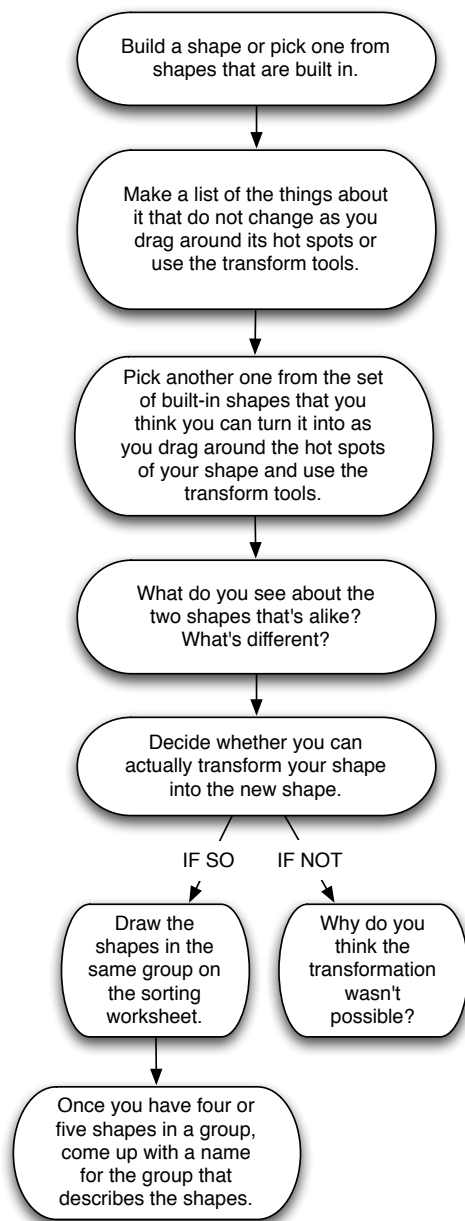 Build a shape or pick one from
shapes that are built in.
Make a list of the things about
it that do not change as you
drag around its hot spots or
use the transform tools.
Pick another one from the set
of built-in shapes that you
think you can turn it into as
you drag around the hot spots
of your shape and use the
transform tools.
What do you see about the
two shapes that's alike?
What's different?
Decide whether you can
actually transform your shape
into the new shape.
IF SO
IF NOT
Draw the
shapes in the
same group on
the sorting
worksheet.
Why do you
think the
transformation
wasn't
possible?
Once you have four or
five shapes in a group,
come up with a name
for the group that
describes the shapes.